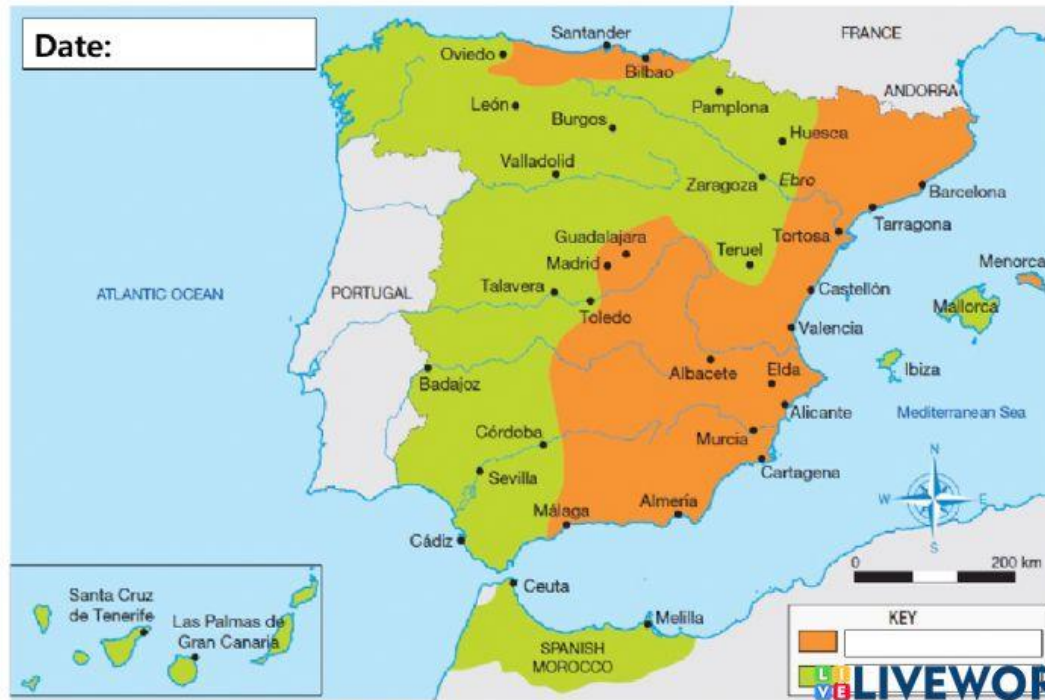 Date:
Santander
FRANCE
Oviedo
Bilbao
ANDORRA
León
Pamplona
Burgos
Huesca
Valladolid
Zaragoza
Ebro
Barcelona
Tarragona
Tortosa
Guadalajara
Madrid
Teruel
Menorca
ATLANTIC OCEAN
PORTUGAL
Talavera
Castellón
Mallorca
Toledo
Valencia
Badajoz
Albacete
Elda
Ibiza
Alicante
Mediterranean Sea
Córdoba
Murcia
Sevilla
Cartagena
N
W
E
S
Málaga
Almería
Cádiz
0
200 km
Ceuta
Santa Cruz
de Tenerife
Las Palmas de
Gran Canaria
Melilla
KEY
SPANISH
MOROCCO
LIVE
LIVEWOR